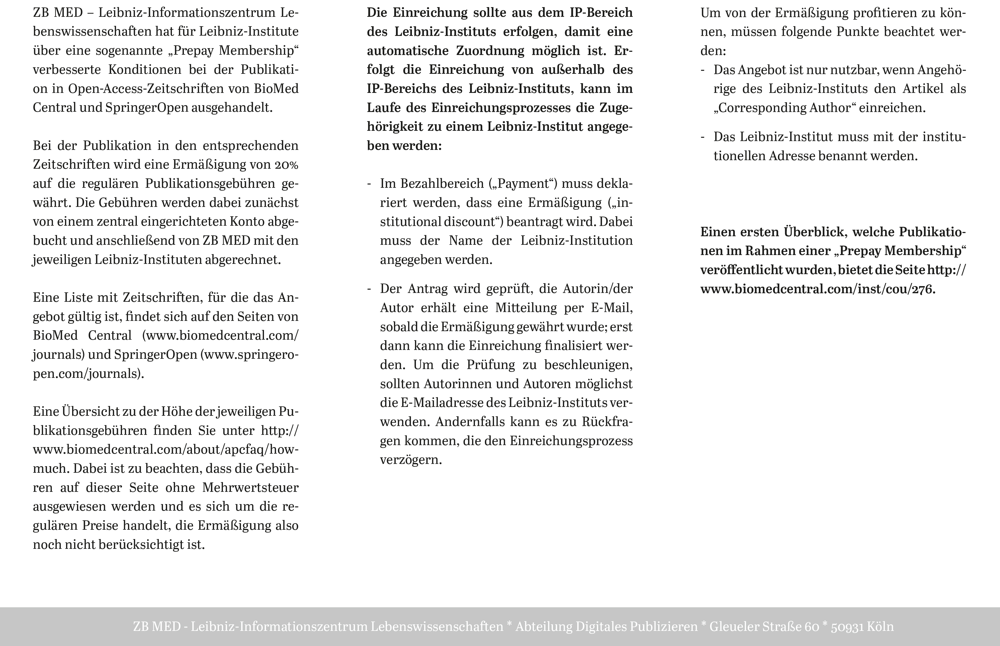 ZB MED – Leibniz-Informationszentrum Le-
benswissenschaften hat für Leibniz-Institute
über eine sogenannte „Prepay Membership“
verbesserte Konditionen bei der Publikati-
on in Open-Access-Zeitschriften von BioMed
Central und SpringerOpen ausgehandelt.
Bei der Publikation in den entsprechenden
Zeitschriften wird eine Ermäßigung von 20%
auf die regulären Publikationsgebühren ge-
währt. Die Gebühren werden dabei zunächst
von einem zentral eingerichteten Konto abge-
bucht und anschließend von ZB MED mit den
jeweiligen Leibniz-Instituten abgerechnet.
Eine Liste mit Zeitschriften, für die das An-
gebot gültig ist, findet sich auf den Seiten von
BioMed Central (www.biomedcentral.com/
journals) und SpringerOpen (www.springero-
pen.com/journals).
Eine Übersicht zu der Höhe der jeweiligen Pu-
blikationsgebühren finden Sie unter http://
www.biomedcentral.com/about/apcfaq/how-
much. Dabei ist zu beachten, dass die Gebüh-
ren auf dieser Seite ohne Mehrwertsteuer
ausgewiesen werden und es sich um die re-
gulären Preise handelt, die Ermäßigung also
noch nicht berücksichtigt ist.
Die Einreichung sollte aus dem IP-Bereich
des Leibniz-Instituts erfolgen, damit eine
automatische Zuordnung möglich ist. Er-
folgt die Einreichung von außerhalb des
IP-Bereichs des Leibniz-Instituts, kann im
Laufe des Einreichungsprozesses die Zuge-
hörigkeit zu einem Leibniz-Institut angege-
ben werden:
- Im Bezahlbereich („Payment“) muss dekla-
riert werden, dass eine Ermäßigung („in-
stitutional discount“) beantragt wird. Dabei
muss der Name der Leibniz-Institution
angegeben werden.
- Der Antrag wird geprüft, die Autorin/der
Autor erhält eine Mitteilung per E-Mail,
sobald die Ermäßigung gewährt wurde; erst
dann kann die Einreichung finalisiert wer-
den. Um die Prüfung zu beschleunigen,
sollten Autorinnen und Autoren möglichst
die E-Mailadresse des Leibniz-Instituts ver-
wenden. Andernfalls kann es zu Rückfra-
gen kommen, die den Einreichungsprozess
verzögern.
Um von der Ermäßigung profitieren zu kön-
nen, müssen folgende Punkte beachtet wer-
den:
- Das Angebot ist nur nutzbar, wenn Angehö-
rige des Leibniz-Instituts den Artikel als
„Corresponding Author“ einreichen.
- Das Leibniz-Institut muss mit der institu-
tionellen Adresse benannt werden.
Einen ersten Überblick, welche Publikatio-
nen im Rahmen einer „Prepay Membership“
veröffentlicht wurden, bietet die Seite http://
www.biomedcentral.com/inst/cou/276.
ZB MED - Leibniz-Informationszentrum Lebenswissenschaften * Abteilung Digitales Publizieren * Gleueler Straße 60 * 50931 Köln